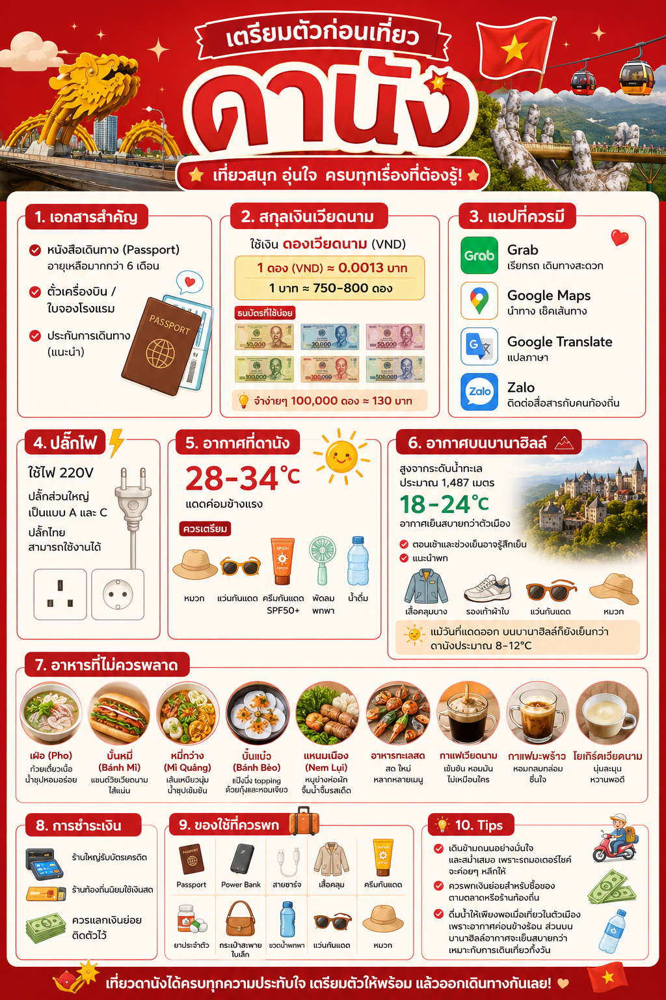 เตรียมตัวก่อนเที่ยว
ดานัง
เที่ยวสนุก อุ่นใจ ครบทุกเรื่องที่ต้องรู้!
1. เอกสารสำคัญ
หนังสือเดินทาง (Passport)
อายุเหลือมากกว่า 6 เดือน
ตั้วเครื่องบิน /
ใบจองโรงแรม
ประกันการเดินทาง
(แนะนำ)
PASSPORT
2. สกุลเงินเวียดนาม
ใช้เงิน ดองเวียดนาม (VND)
1 ดอง (VND) ≈ 0.0013 บาท
1 บาท ≈ 750-800 ดอง
ธนบัตรที่ใช้บ่อย
10,000
20,000
50,000
100,000
500,000
จำง่ายๆ 100,000 ดอง ≈ 130 บาท
3. แอปที่ควรมี
Grab
Grab
เรียกรถ เดินทางสะดวก
Google Maps
นำทาง เช็คเส้นทาง
G 文
Google Translate
แปลภาษา
Zalo
Zalo
ติดต่อสื่อสารกับคนท้องถิ่น
4. ปลั๊กไฟ
ใช้ไฟ 220V
ปลั๊กส่วนใหญ่
เป็นแบบ A และ C
ปลั๊กไทย
สามารถใช้งานได้
5. อากาศที่ดานัง
28-34°C
แดดค่อมข้างแรง
ควรเตรียม
หมวก
แว่นกันแดด
ครีมกันแดด
SPF50+
พัดลม
พกพา
น้ำดื่ม
6. อากาศบนบานาฮิลล์
สูงจากระดับน้ำทะเล
ประมาณ 1,487 เมตร
18-24°C
อากาศเย็นสบายกว่าตัวเมือง
ตอนเช้าและช่วงเย็นอาจรู้สึกเย็น
แนะนำพก
เสื้อคลุมบาง
รองเท้าผ้าใบ
แว่นกันแดด
หมวก
แม้วันที่แดดออก บนบานาฮิลล์ก็ยังเย็นกว่า
ดานังประมาณ 8-12°C
7. อาหารที่ไม่ควรพลาด
เฝอ (Pho)
ก๋วยเตี๋ยวเนื้อ
น้ำซุปหอมอร่อย
บั๋นหมี่
(Bánh Mì)
แซนด์วิชเวียดนาม
ไส้แน่น
หมี่กว่าง
(Mì Quảng)
เส้นเหนียวนุ่ม
น้ำซุปเข้มข้น
บั๋นแบ๋ว
(Bánh Bèo)
แป้งนึ่ง topping
ด้วยกุ้งและหอมเจียว
แหนมเนือง
(Nem Lụi)
หมูย่างห่อผัก
จิ้มน้ำจิ้มรสเด็ด
อาหารทะเลสด
สด ใหม่
หลากหลายเมนู
กาแฟเวียดนาม
เข้มข้น หอมมัน
ไม่เหมือนใคร
กาแฟมะพร้าว
หอมกลมกล่อม
ชื่นใจ
โยเกิร์ตเวียดนาม
นุ่มละมุน
หวานพอดี
8. การชำระเงิน
ร้านใหญ่รับบัตรเครดิต
ร้านท้องถิ่นนิยมใช้เงินสด
ควรแลกเงินย่อย
ติดตัวไว้
9. ของใช้ที่ควรพก
Passport
Power Bank
สายชาร์จ
เสื้อคลุม
ครีมกันแดด
ยาประจำตัว
กระเป๋าสะพาย
ใบเล็ก
ขวดน้ำพกพา
แว่นกันแดด
หมวก
10. Tips
เดินข้ามถนนอย่างมั่นใจ
และสม่ำเสมอ เพราะรถมอเตอร์ไซค์
จะค่อยๆ หลีกให้
ควรพกเงินย่อยสำหรับซื้อของ
ตามตลาดหรือร้านท้องถิ่น
ดื่มน้ำให้เพียงพอเมื่อเที่ยวในตัวเมือง
เพราะอากาศค่อนข้างร้อน ส่วนบน
บานาฮิลล์อากาศจะเย็นสบายกว่า
เหมาะกับการเดินเที่ยวทั้งวัน
เที่ยวดานังได้ครบทุกความประทับใจ เตรียมตัวให้พร้อม แล้วออกเดินทางกันเลย!